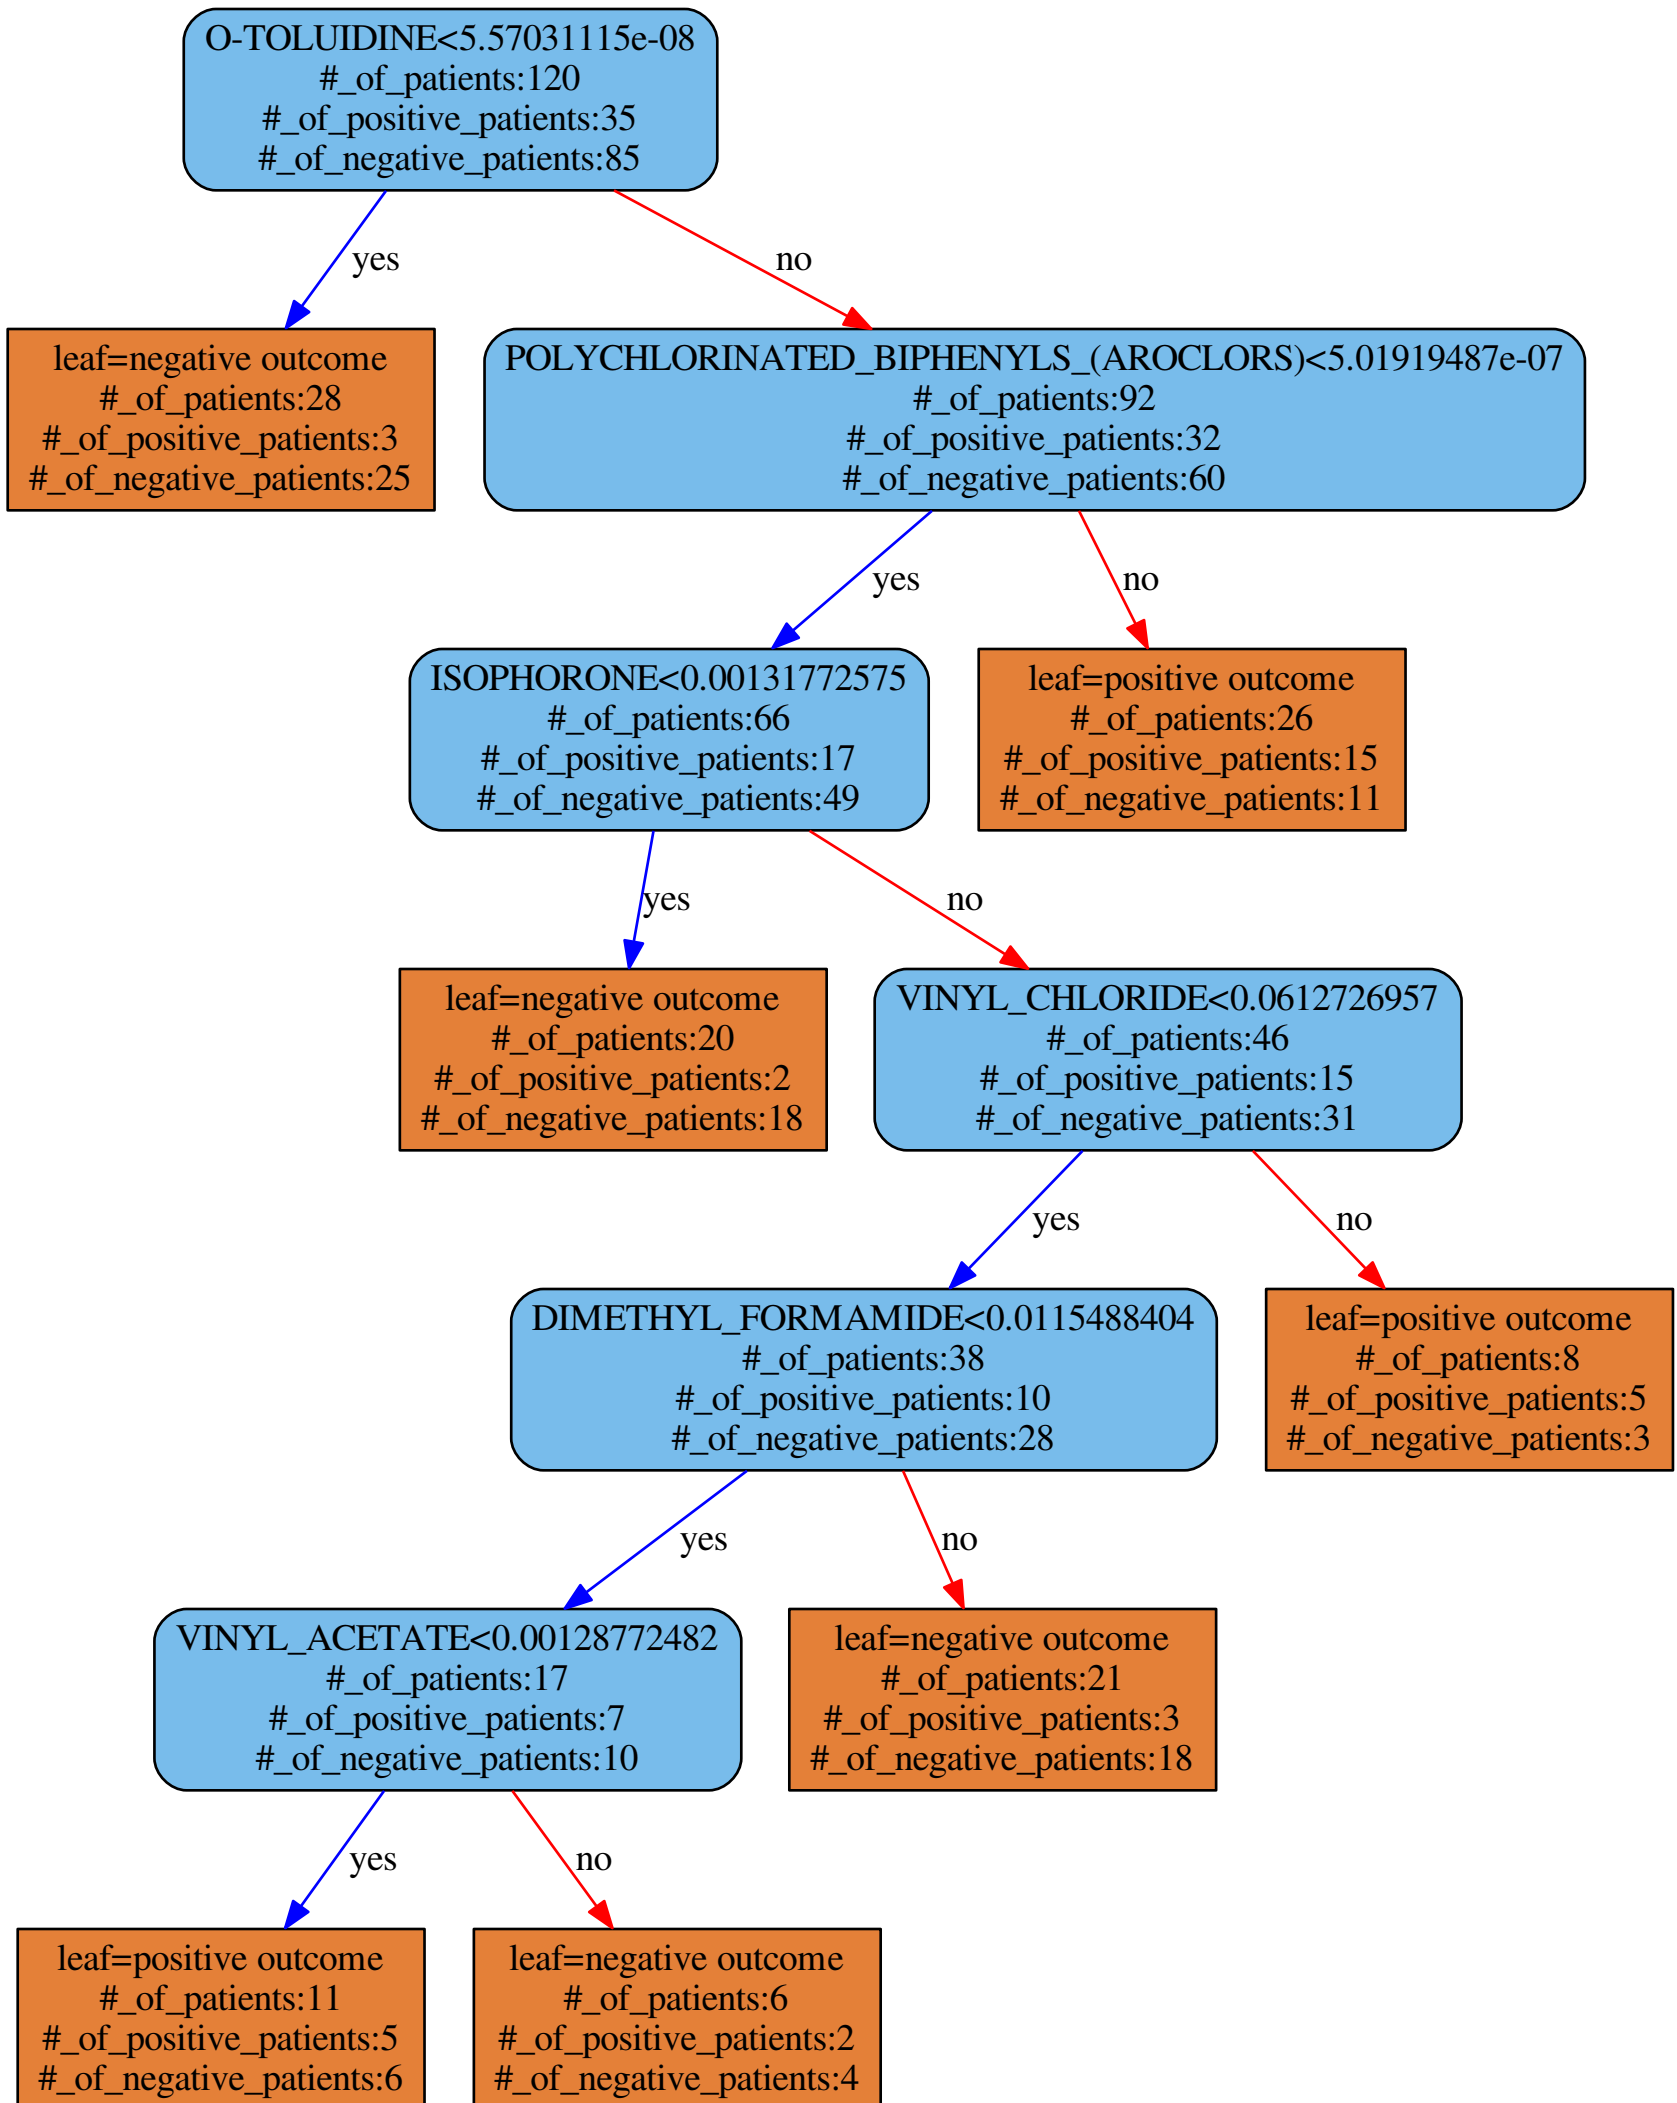 O-TOLUIDINE<5.57031115e-08
#_of_patients:120
#_of_positive_patients:35
#_of_negative_patients:85
yes
no
leaf=negative outcome
#_of_patients:28
#_of_positive_patients:3
#_of_negative_patients:25
POLYCHLORINATED_BIPHENYLS_(AROCLORS)<5.01919487e-07
#_of_patients:92
#_of_positive_patients:32
#_of_negative_patients:60
yes
no
ISOPHORONE<0.00131772575
#_of_patients:66
#_of_positive_patients:17
#_of_negative_patients:49
leaf=positive outcome
#_of_patients:26
#_of_positive_patients:15
#_of_negative_patients:11
yes
no
leaf=negative outcome
#_of_patients:20
#_of_positive_patients:2
#_of_negative_patients:18
VINYL_CHLORIDE<0.0612726957
#_of_patients:46
#_of_positive_patients:15
#_of_negative_patients:31
yes
no
DIMETHYL_FORMAMIDE<0.0115488404
#_of_patients:38
#_of_positive_patients:10
#_of_negative_patients:28
leaf=positive outcome
#_of_patients:8
#_of_positive_patients:5
#_of_negative_patients:3
yes
no
VINYL_ACETATE<0.00128772482
#_of_patients:17
#_of_positive_patients:7
#_of_negative_patients:10
leaf=negative outcome
#_of_patients:21
#_of_positive_patients:3
#_of_negative_patients:18
yes
no
leaf=positive outcome
#_of_patients:11
#_of_positive_patients:5
#_of_negative_patients:6
leaf=negative outcome
#_of_patients:6
#_of_positive_patients:2
#_of_negative_patients:4